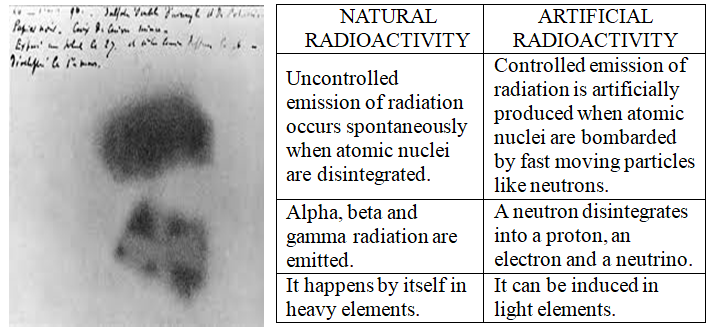 Sulfate Double d'uranyle et de Potassium.
Papier noir. Croix de Cuivre mince.
Exposé au soleil le 27. et à la lumière diffuse le
Développé le 1er mars.
NATURAL
RADIOACTIVITY
ARTIFICIAL
RADIOACTIVITY
Uncontrolled
emission of radiation
occurs spontaneously
when atomic nuclei
are disintegrated.
Controlled emission of
radiation is artificially
produced when atomic
nuclei are bombarded
by fast moving particles
like neutrons.
Alpha, beta and
gamma radiation are
emitted.
A neutron disintegrates
into a proton, an
electron and a neutrino.
It happens by itself in
heavy elements.
It can be induced in
light elements.